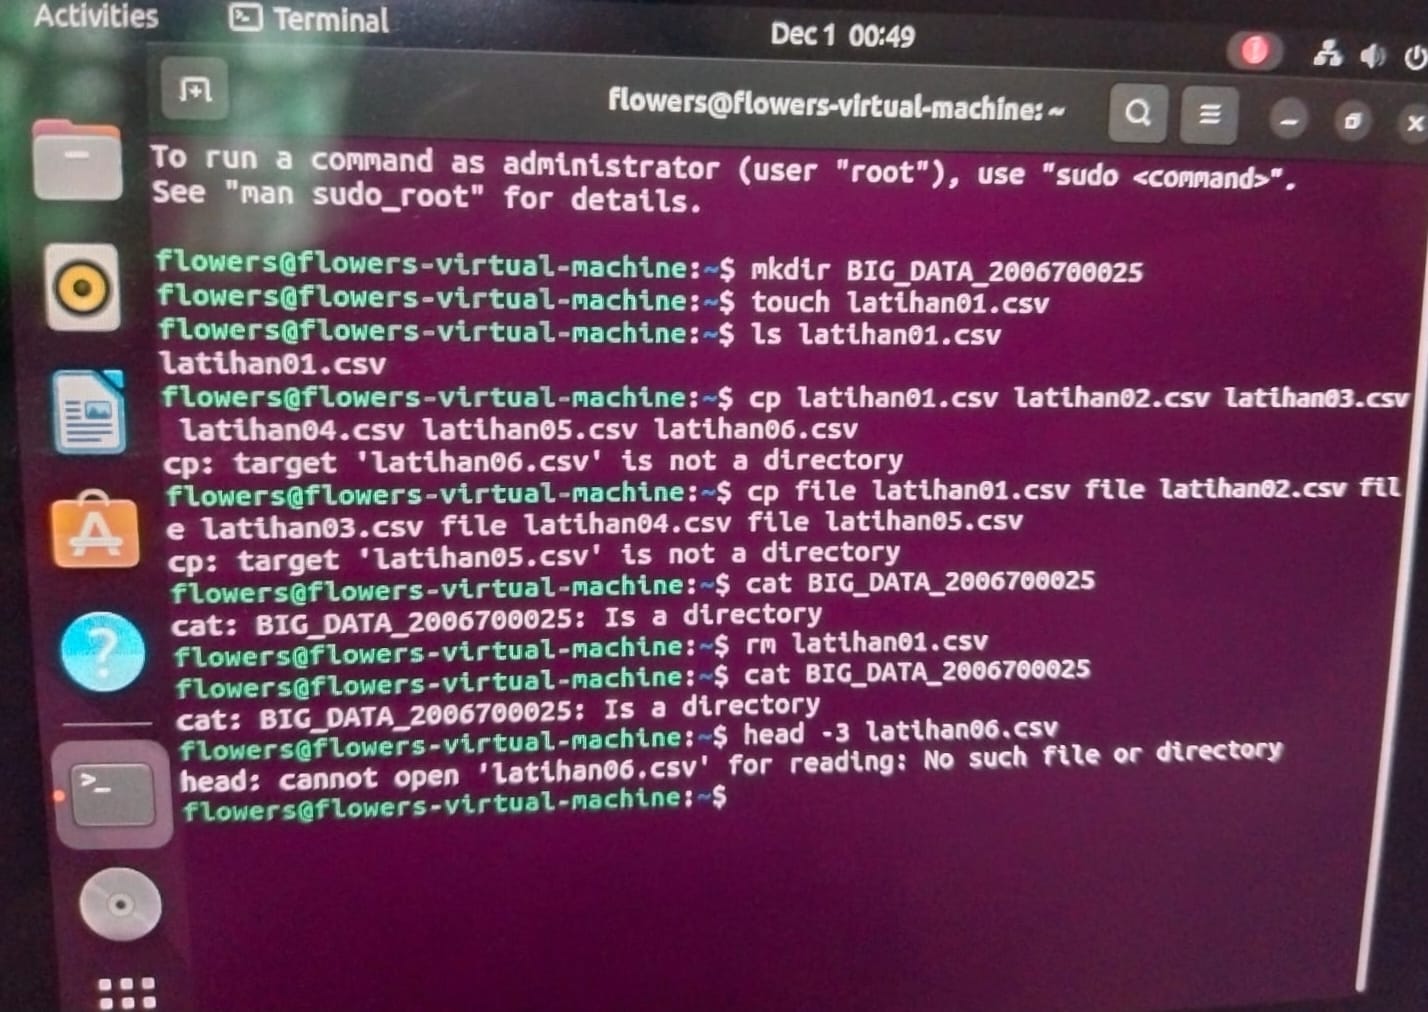 Activities
Terminal
Dec 1 00:49
flowers@flowers-virtual-machine: ~
To run a command as administrator (user "root"), use "sudo <command>".
See "man sudo_root" for details.
flowers@flowers-virtual-machine:~$ mkdir BIG_DATA_2006700025
flowers@flowers-virtual-machine:~$ touch latihan01.csv
flowers@flowers-virtual-machine:~$ ls latihan01.csv
latihan01.csv
flowers@flowers-virtual-machine:~$ cp latihan01.csv latihan02.csv latihan03.csv
latihan04.csv latihan05.csv latihan06.csv
cp: target 'latihan06.csv' is not a directory
flowers@flowers-virtual-machine:~$ cp file latihan01.csv file latihan02.csv fil
e latihan03.csv file latihan04.csv file latihan05.csv
cp: target 'latihan05.csv' is not a directory
flowers@flowers-virtual-machine:~$ cat BIG_DATA_2006700025
cat: BIG_DATA_2006700025: Is a directory
flowers@flowers-virtual-machine:~$ rm latihan01.csv
flowers@flowers-virtual-machine:~$ cat BIG_DATA_2006700025
cat: BIG_DATA_2006700025: Is a directory
flowers@flowers-virtual-machine:~$ head -3 latihan06.csv
head: cannot open 'latihan06.csv' for reading: No such file or directory
flowers@flowers-virtual-machine:~$